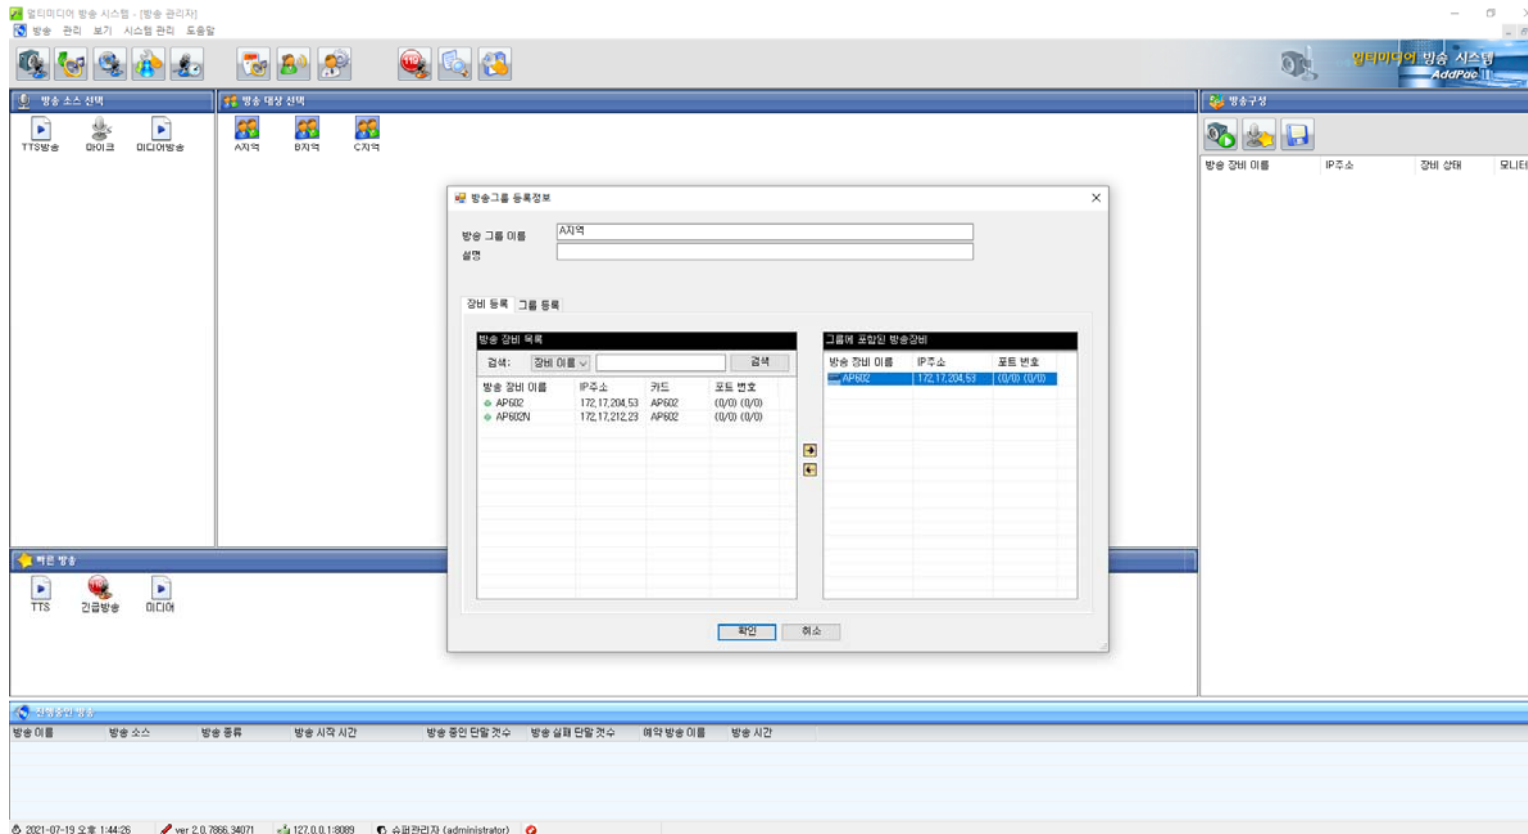 멀티미디어 방송 시스템 - [방송 관리자]
방송 관리 보기 시스템 관리 도움말
멀티미디어 방송 시스템
AddPac
방송 소스 선택
방송 대상 선택
방송구성
TTS방송 마이크 미디어방송
A지역 B지역 C지역
방송 장비 이름 IP주소 장비 상태 모니터
방송그룹 등록정보
방송 그룹 이름 A지역
설명
장비 등록 그룹 등록
방송 장비 목록
그룹에 포함된 방송장비
검색: 장비 이름 검색
방송 장비 이름 IP주소 포트 번호
AP602 172,17,204,53 (0/0) (0/0)
방송 장비 이름 IP주소 카드 포트 번호
AP602 172,17,204,53 AP602 (0/0) (0/0)
AP602N 172,17,212,23 AP602 (0/0) (0/0)
확인 취소
빠른 방송
TTS 긴급방송 미디어
진행중인 방송
방송 이름 방송 소스 방송 종류 방송 시작 시간 방송 중인 단말 갯수 방송 실패 단말 갯수 예약 방송 이름 방송 시간
2021-07-19 오후 1:44:26 ver 2.0.7866.34071 127.0.0.1:8089 슈퍼관리자 (administrator)